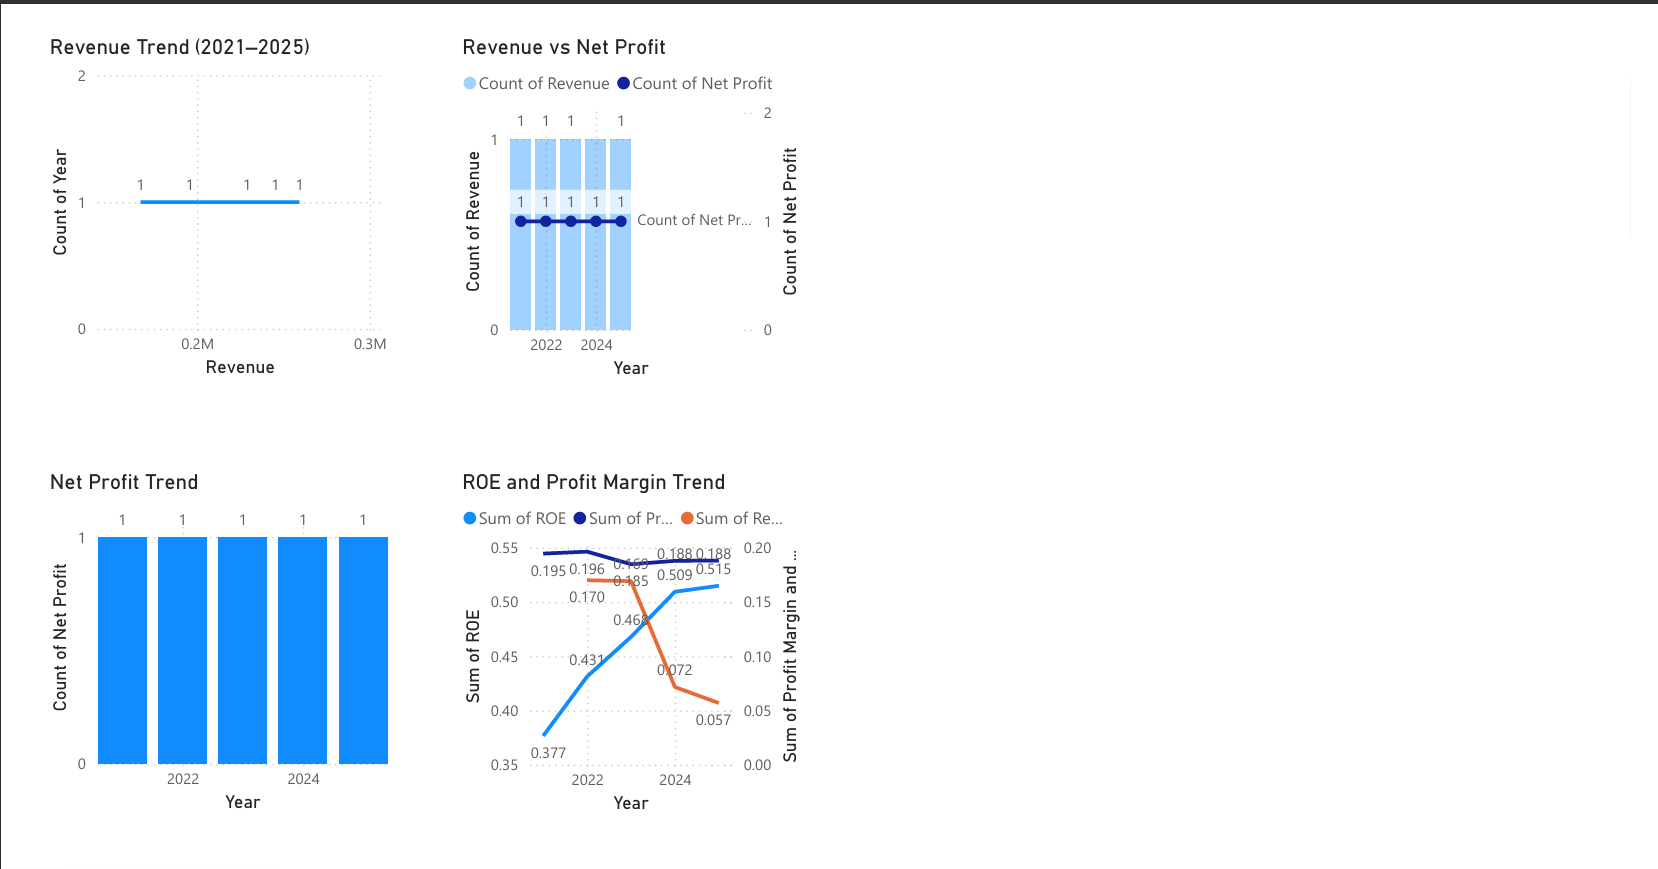 Revenue Trend (2021–2025)
2
1
0
Count of Year
1 1 1 1 1
0.2M 0.3M
Revenue
Revenue vs Net Profit
Count of Revenue Count of Net Profit
1 1 1 1
1
0
Count of Revenue
1 1 1 1 1
Count of Net Pr...
2
1
0
Count of Net Profit
2022 2024
Year
Net Profit Trend
1 1 1 1 1
1
0
Count of Net Profit
2022 2024
Year
ROE and Profit Margin Trend
Sum of ROE Sum of Pr... Sum of Re...
0.55
0.50
0.45
0.40
0.35
Sum of ROE
0.195 0.196 0.185 0.188 0.188
0.170 0.169 0.072 0.057
0.377 0.431 0.468 0.509 0.515
0.20
0.15
0.10
0.05
0.00
Sum of Profit Margin and ...
2022 2024
Year